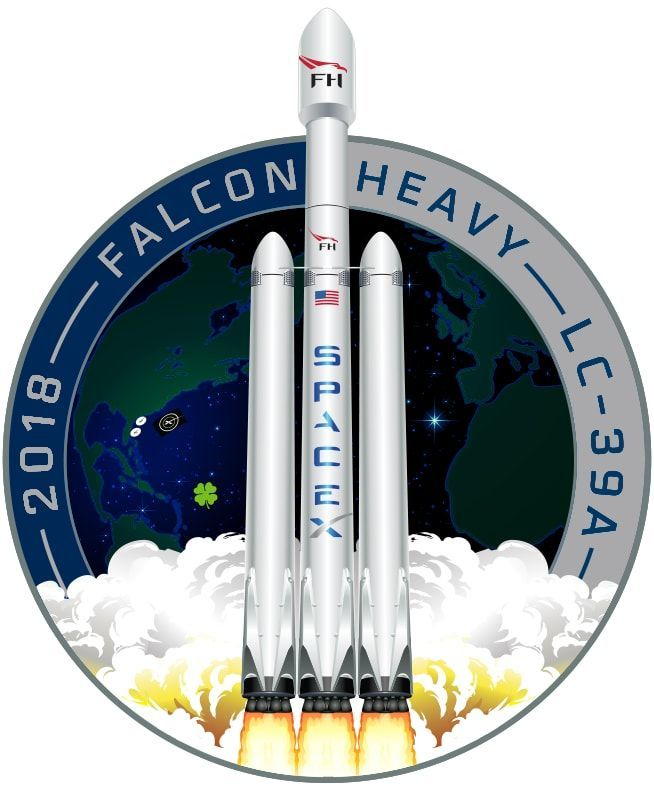 FH
2018 — FALCON HEAVY — LC-39A —
FH
SPACEX